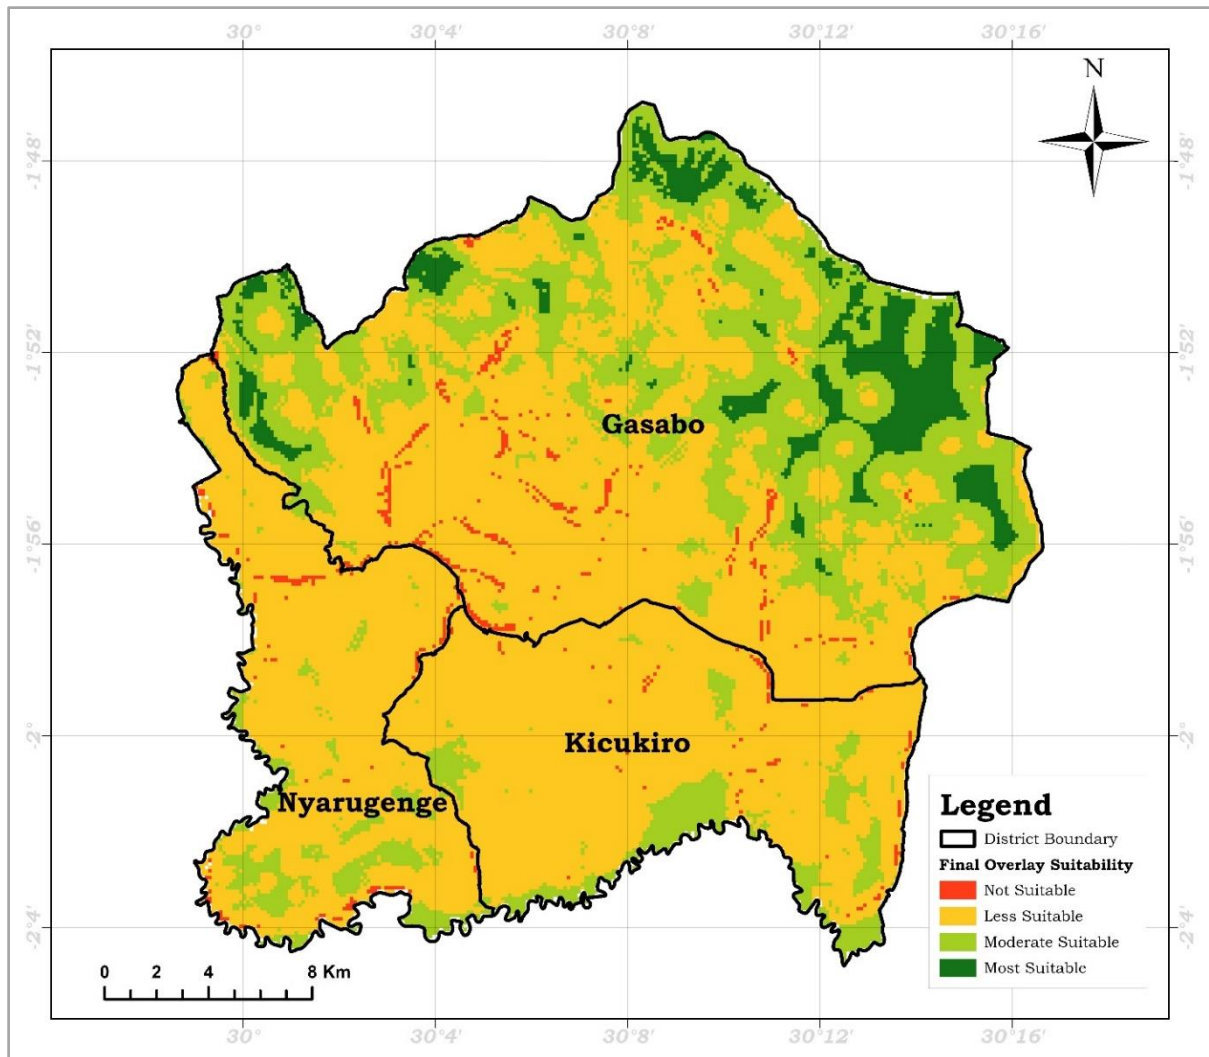 30° 30°4' 30°8' 30°12' 30°16'
N
-1°48' -1°48'
-1°52' -1°52'
Gasabo
-1°56' -1°56'
-2° -2°
Kicukiro
Nyarugenge
Legend
District Boundary
Final Overlay Suitability
Not Suitable
Less Suitable
Moderate Suitable
Most Suitable
-2°4' -2°4'
0 2 4 8 Km
30° 30°4' 30°8' 30°12' 30°16'